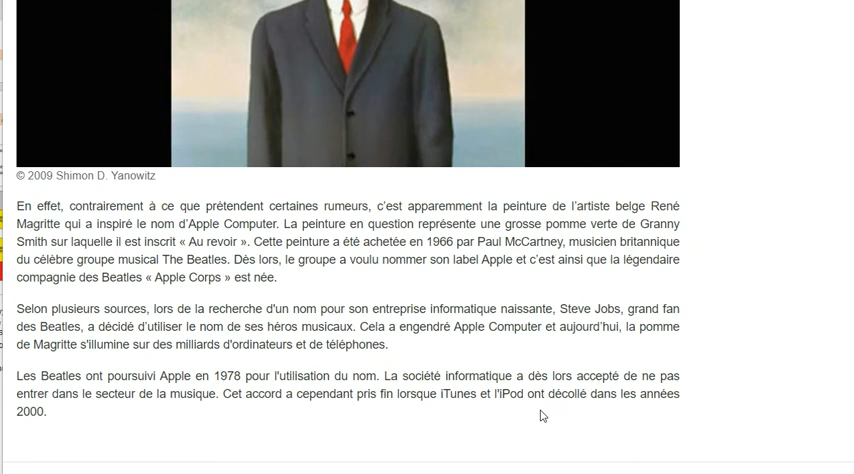 © 2009 Shimon D. Yanowitz
En effet, contrairement à ce que prétendent certaines rumeurs, c’est apparemment la peinture de l’artiste belge René
Magritte qui a inspiré le nom d’Apple Computer. La peinture en question représente une grosse pomme verte de Granny
Smith sur laquelle il est inscrit « Au revoir ». Cette peinture a été achetée en 1966 par Paul McCartney, musicien britannique
du célèbre groupe musical The Beatles. Dès lors, le groupe a voulu nommer son label Apple et c’est ainsi que la légendaire
compagnie des Beatles « Apple Corps » est née.
Selon plusieurs sources, lors de la recherche d'un nom pour son entreprise informatique naissante, Steve Jobs, grand fan
des Beatles, a décidé d’utiliser le nom de ses héros musicaux. Cela a engendré Apple Computer et aujourd’hui, la pomme
de Magritte s'illumine sur des milliards d'ordinateurs et de téléphones.
Les Beatles ont poursuivi Apple en 1978 pour l'utilisation du nom. La société informatique a dès lors accepté de ne pas
entrer dans le secteur de la musique. Cet accord a cependant pris fin lorsque iTunes et l'iPod ont décollé dans les années
2000.